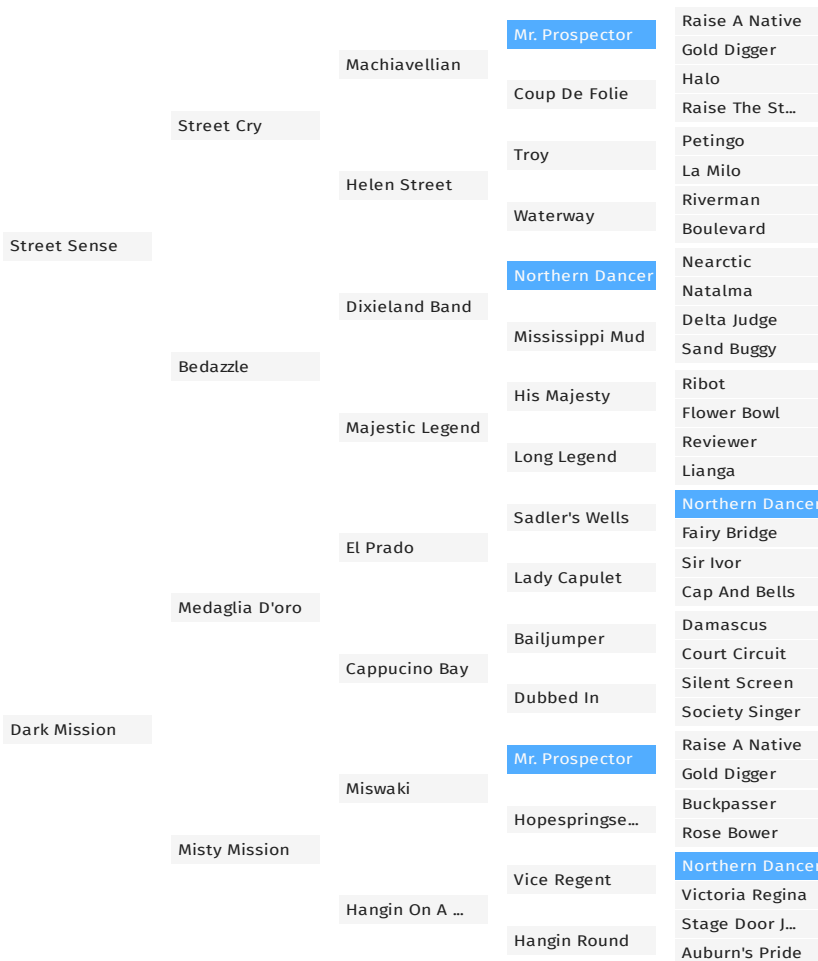 Raise A Native
Mr. Prospector
Gold Digger
Machiavellian
Halo
Coup De Folie
Raise The St...
Street Cry
Petingo
Troy
La Milo
Helen Street
Riverman
Waterway
Boulevard
Street Sense
Nearctic
Northern Dancer
Natalma
Dixieland Band
Delta Judge
Mississippi Mud
Sand Buggy
Bedazzle
Ribot
His Majesty
Flower Bowl
Majestic Legend
Reviewer
Long Legend
Lianga
Northern Dancer
Sadler's Wells
Fairy Bridge
El Prado
Sir Ivor
Lady Capulet
Cap And Bells
Medaglia D'oro
Damascus
Bailjumper
Court Circuit
Cappucino Bay
Silent Screen
Dubbed In
Society Singer
Dark Mission
Raise A Native
Mr. Prospector
Gold Digger
Miswaki
Buckpasser
Hopespringse...
Rose Bower
Misty Mission
Northern Dancer
Vice Regent
Victoria Regina
Hangin On A ...
Stage Door J...
Hangin Round
Auburn's Pride